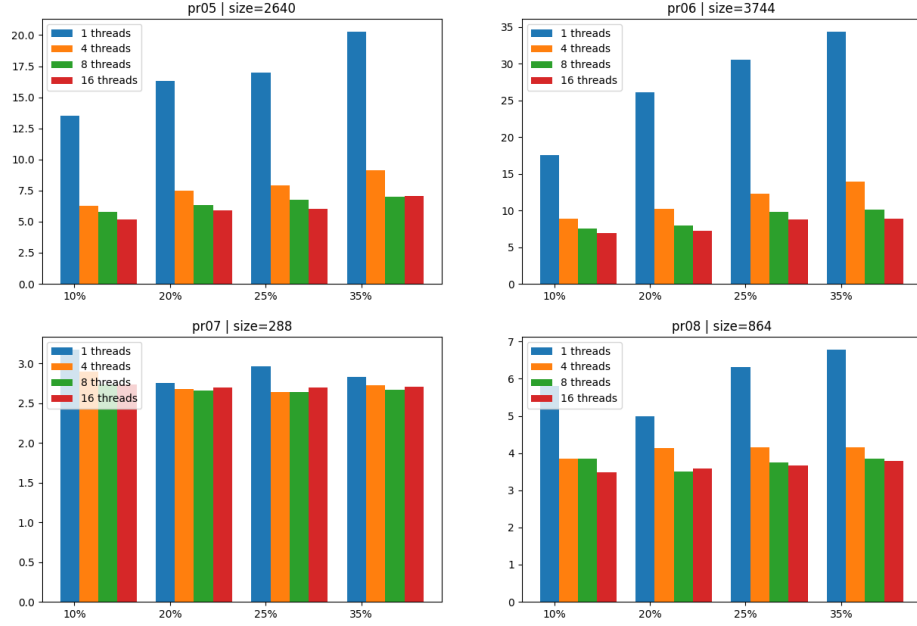 pr05 | size=2640
20.0
17.5
15.0
12.5
10.0
7.5
5.0
2.5
0.0
1 threads
4 threads
8 threads
16 threads
10%
20%
25%
35%
pr06 | size=3744
35
30
25
20
15
10
5
0
1 threads
4 threads
8 threads
16 threads
10%
20%
25%
35%
pr07 | size=288
3.0
2.5
2.0
1.5
1.0
0.5
0.0
1 threads
4 threads
8 threads
16 threads
10%
20%
25%
35%
pr08 | size=864
7
6
5
4
3
2
1
0
1 threads
4 threads
8 threads
16 threads
10%
20%
25%
35%